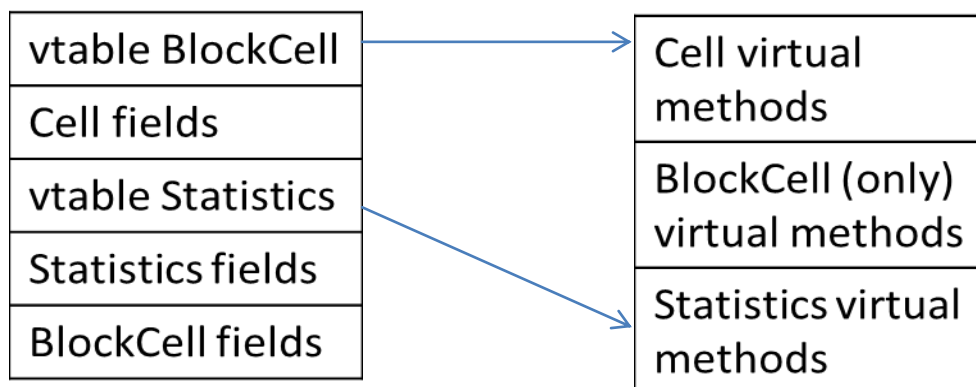 vtable BlockCell
Cell fields
vtable Statistics
Statistics fields
BlockCell fields
Cell virtual
methods
BlockCell (only)
virtual methods
Statistics virtual
methods